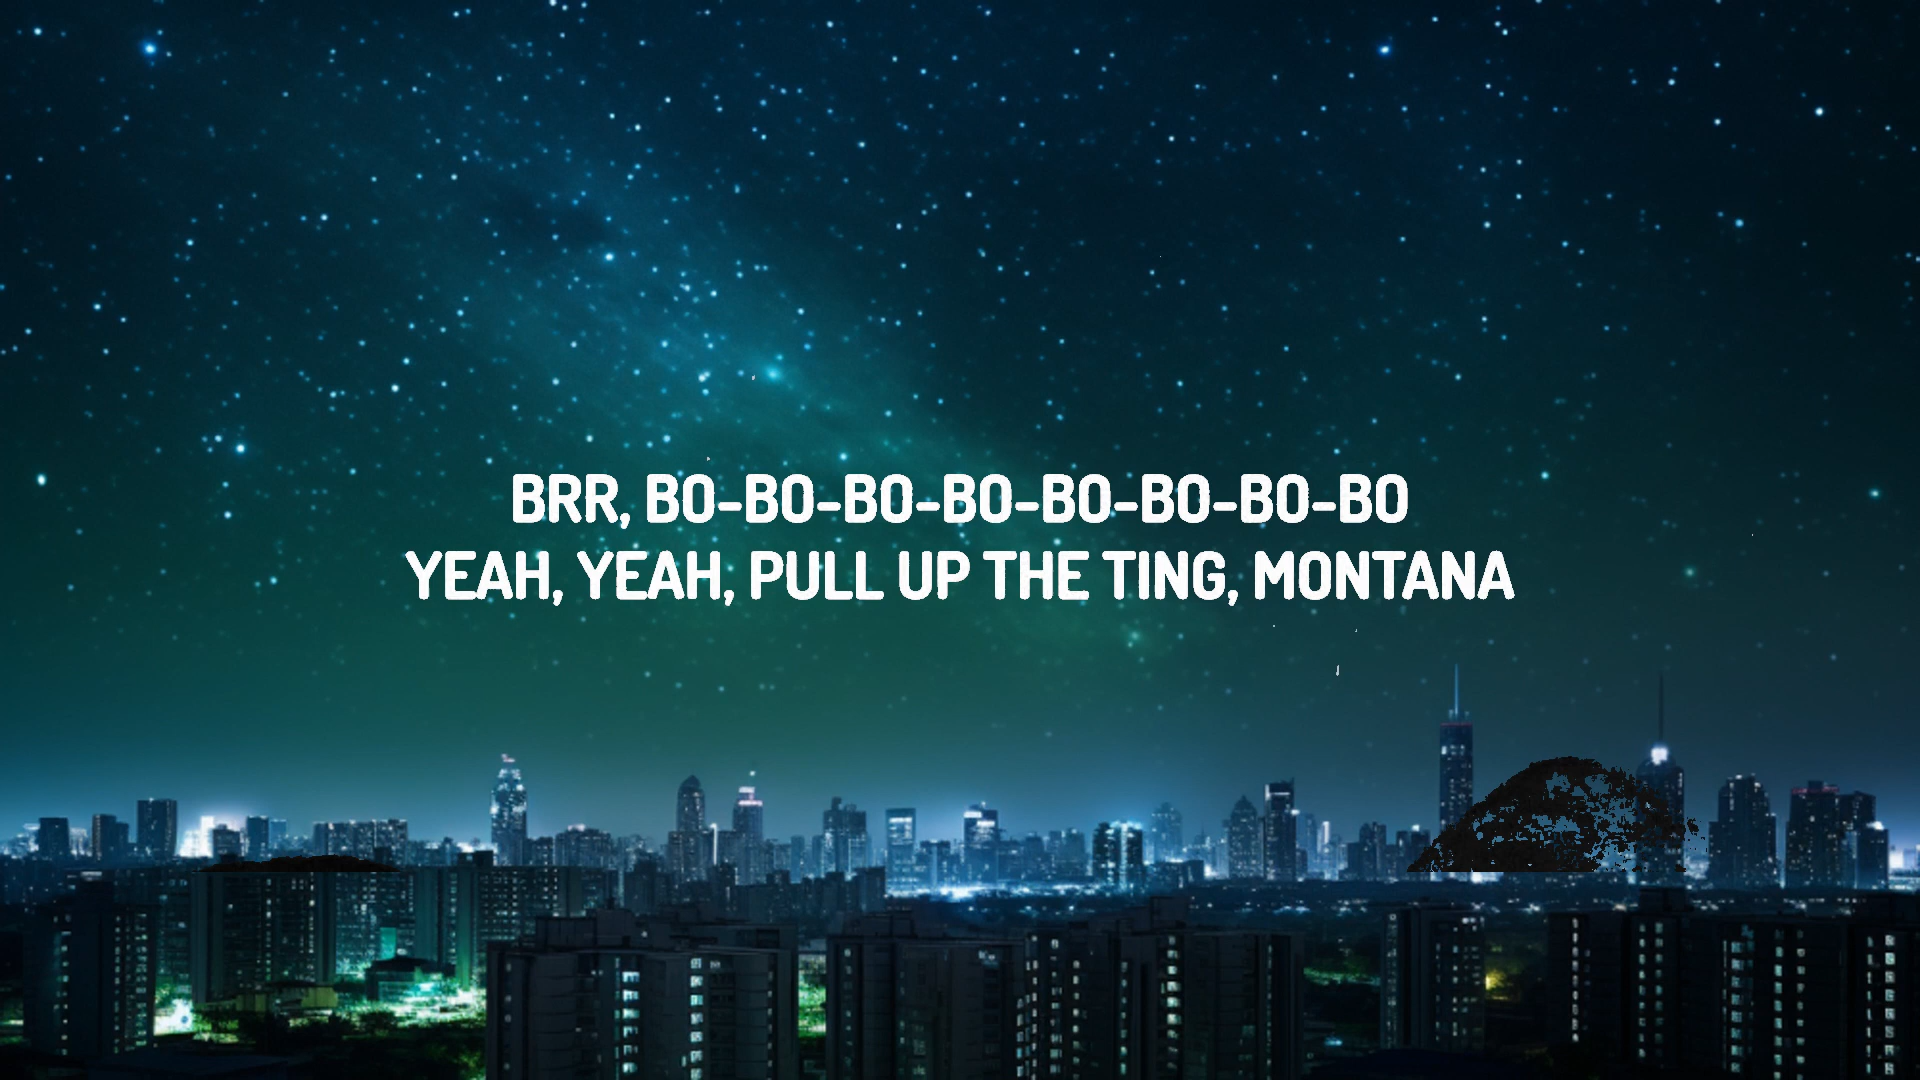 BRR, BO-BO-BO-BO-BO-BO-BO-BO
YEAH, YEAH, PULL UP THE TING, MONTANA